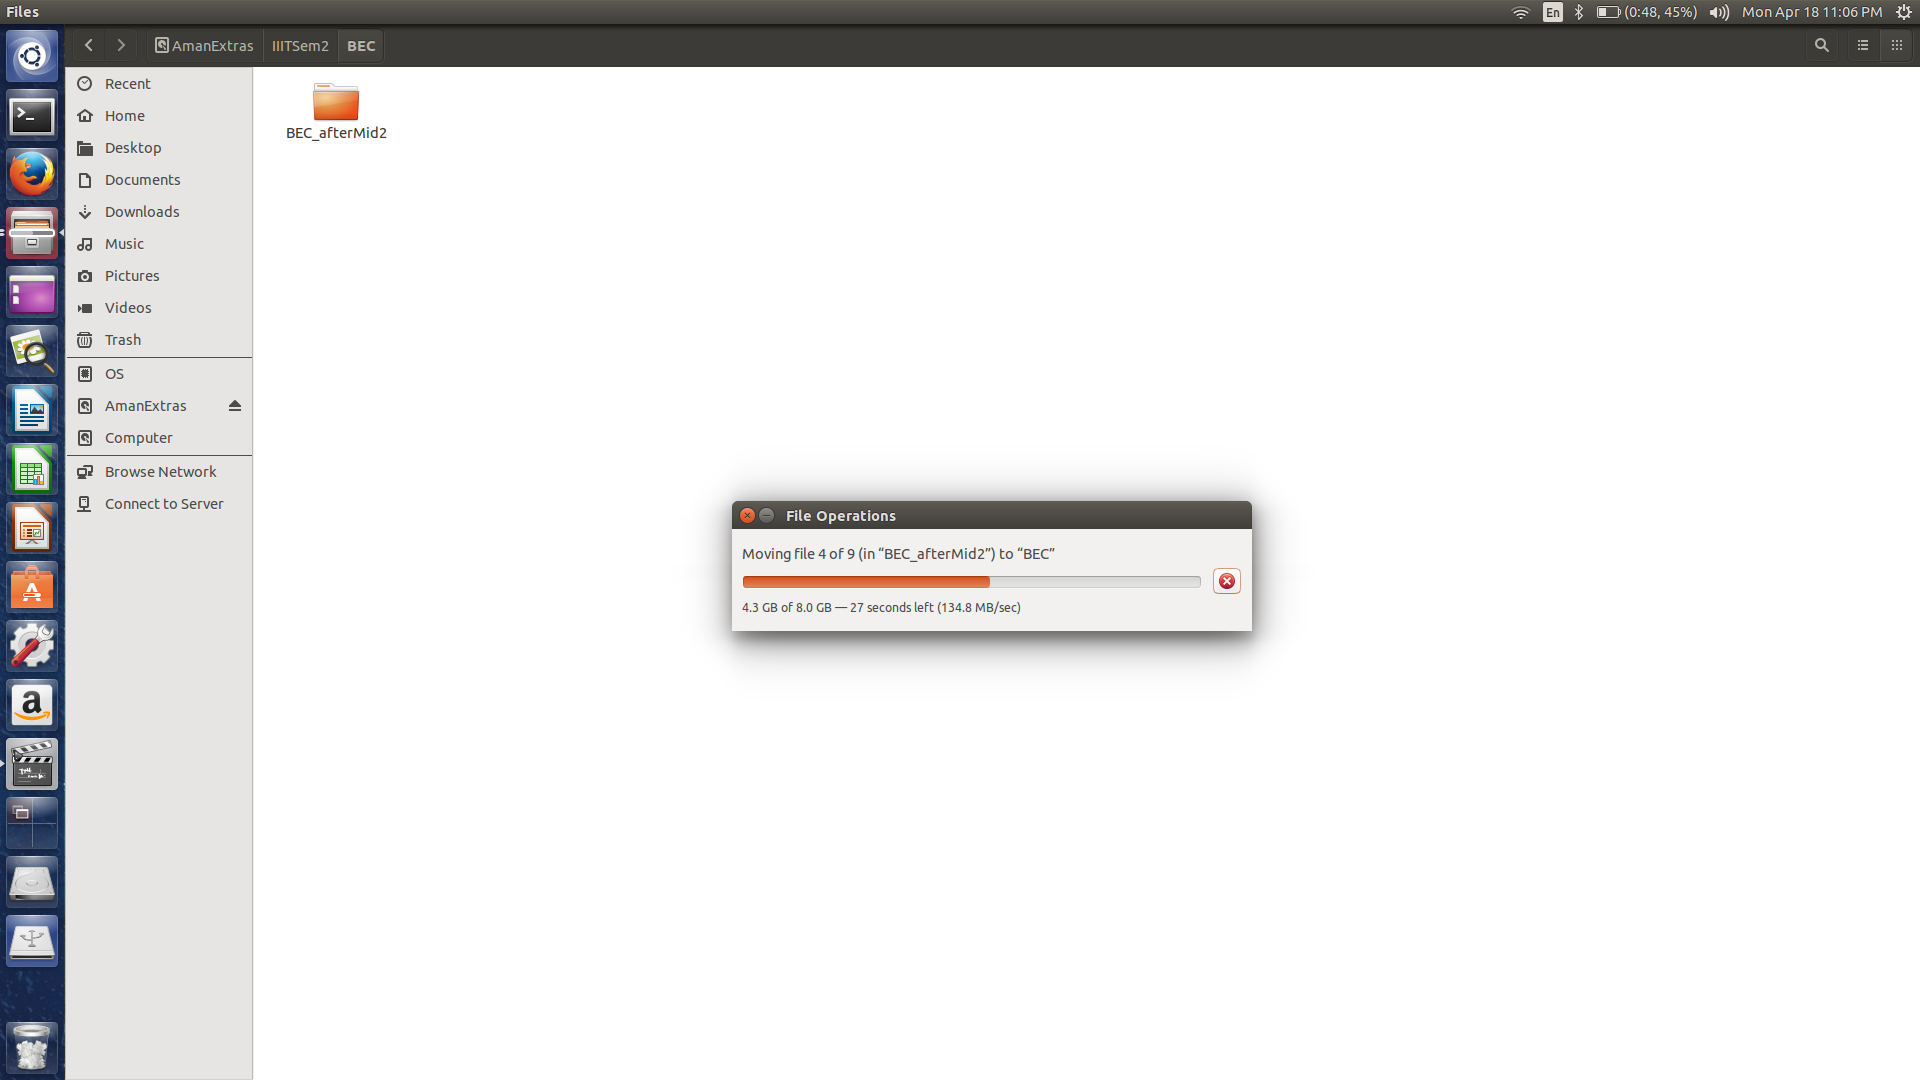 Files
En
(0:48, 45%)
Mon Apr 18 11:06 PM
AmanExtras
IIITSem2
BEC
Recent
Home
Desktop
Documents
Downloads
Music
Pictures
Videos
Trash
OS
AmanExtras
Computer
Browse Network
Connect to Server
BEC_afterMid2
File Operations
Moving file 4 of 9 (in “BEC_afterMid2”) to “BEC”
4.3 GB of 8.0 GB — 27 seconds left (134.8 MB/sec)